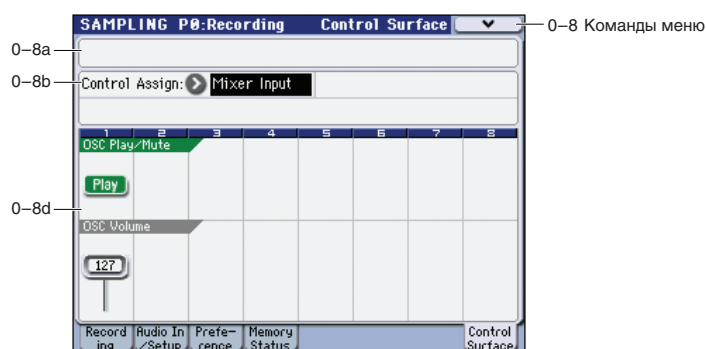 SAMPLING P0:Recording Control Surface
0–8 Команды меню
0–8a
0–8b
Control Assign: Mixer Input
1 2 3 4 5 6 7 8
OSC Play/Mute
Play
0–8d
OSC Volume
127
Record
ing
Audio In
/Setup
Prefe-
rence
Memory
Status
Control
Surface